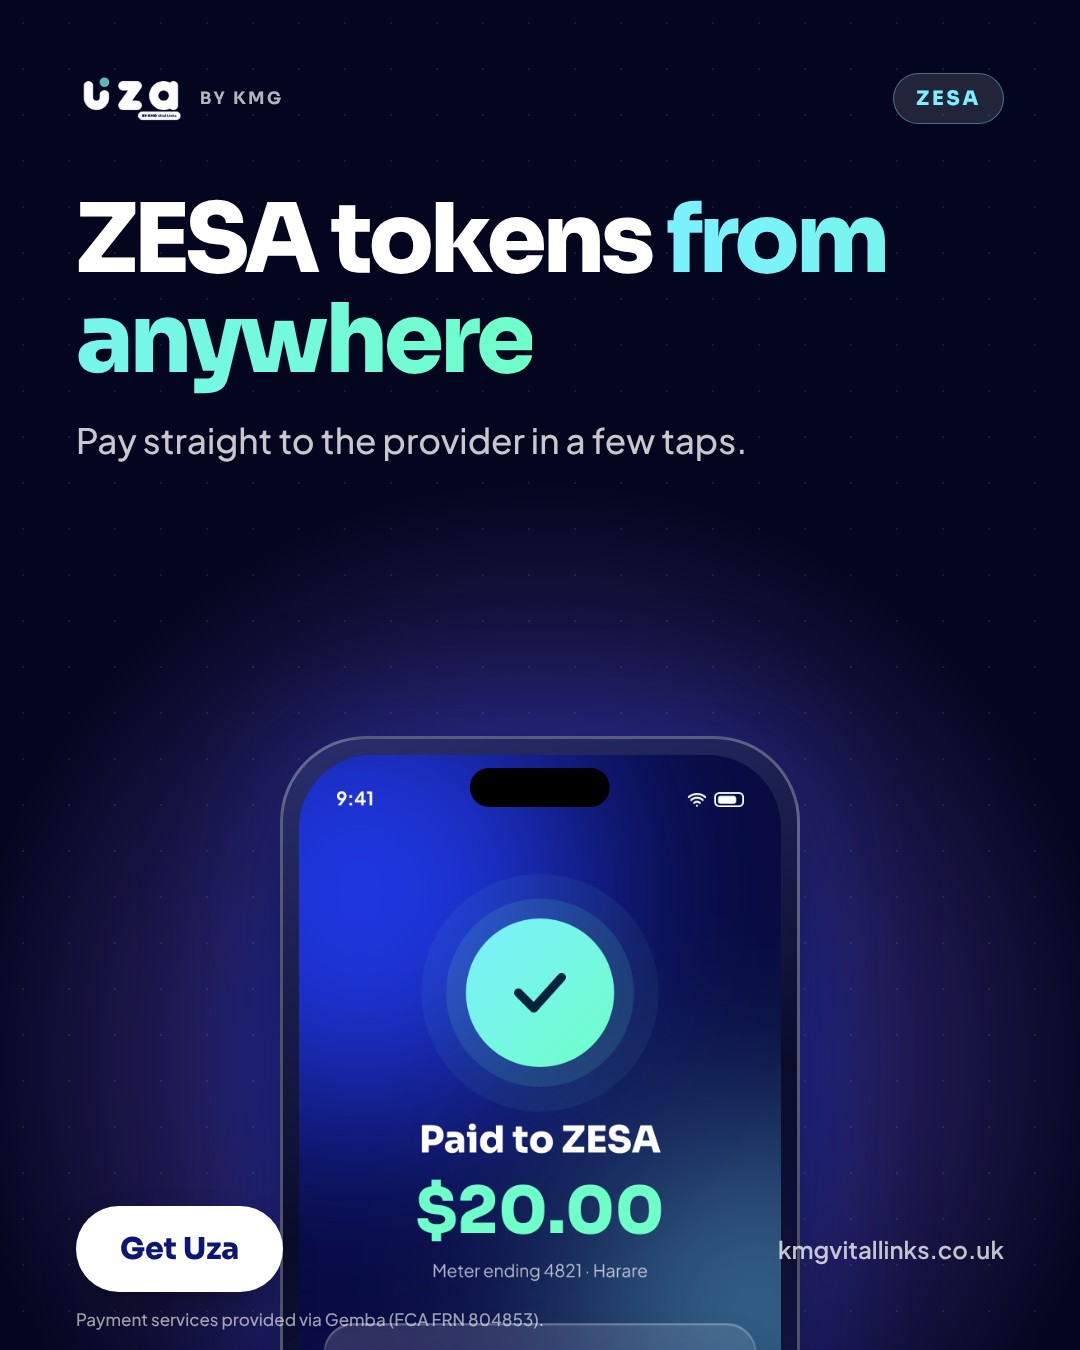 uza
BY KMG
ZESA
ZESA tokens from
anywhere
Pay straight to the provider in a few taps.
9:41
Paid to ZESA
$20.00
Meter ending 4821 · Harare
Get Uza
kmgvitallinks.co.uk
Payment services provided via Gemba (FCA FRN 804853).